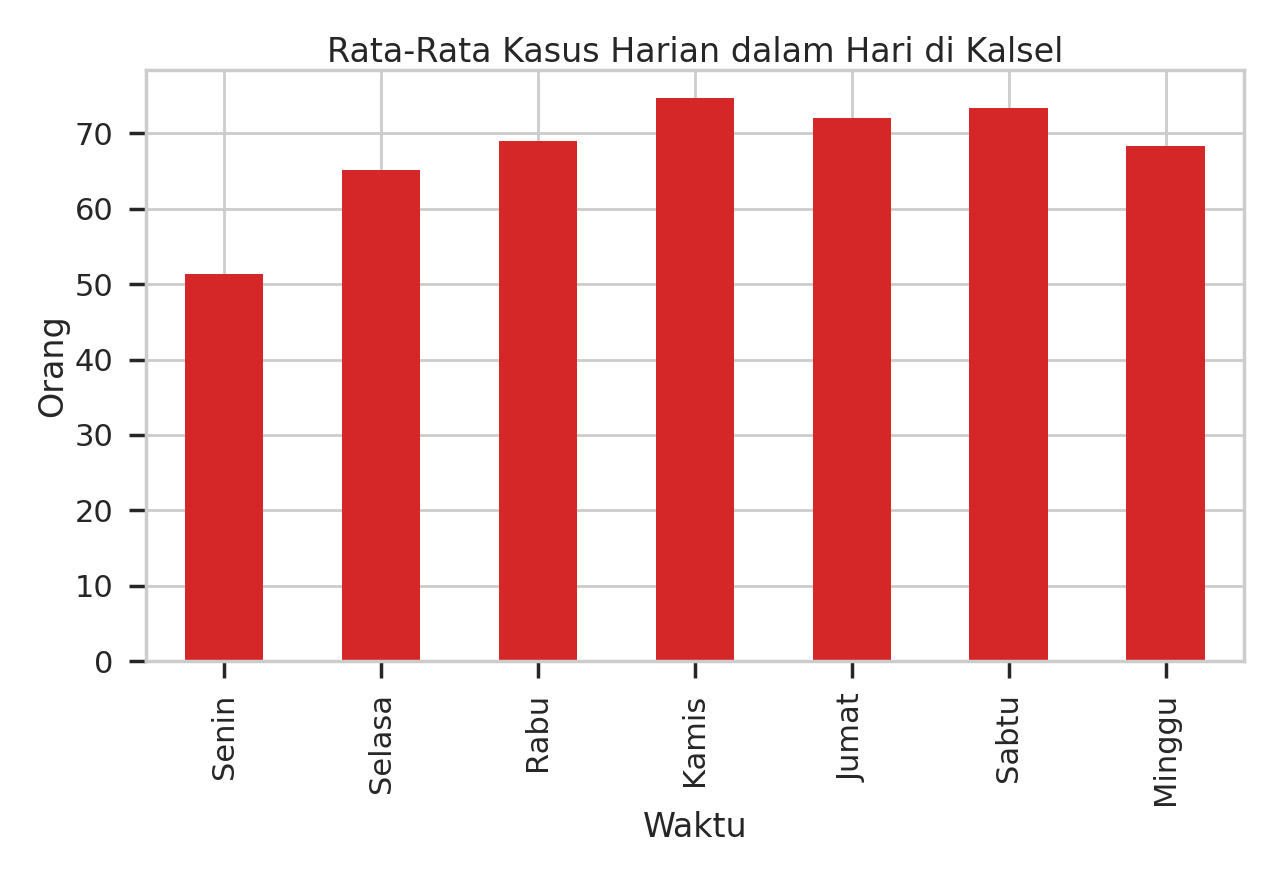 Rata-Rata Kasus Harian dalam Hari di Kalsel
70
60
50
40
30
20
10
0
Orang
Senin
Selasa
Rabu
Kamis
Jumat
Sabtu
Minggu
Waktu